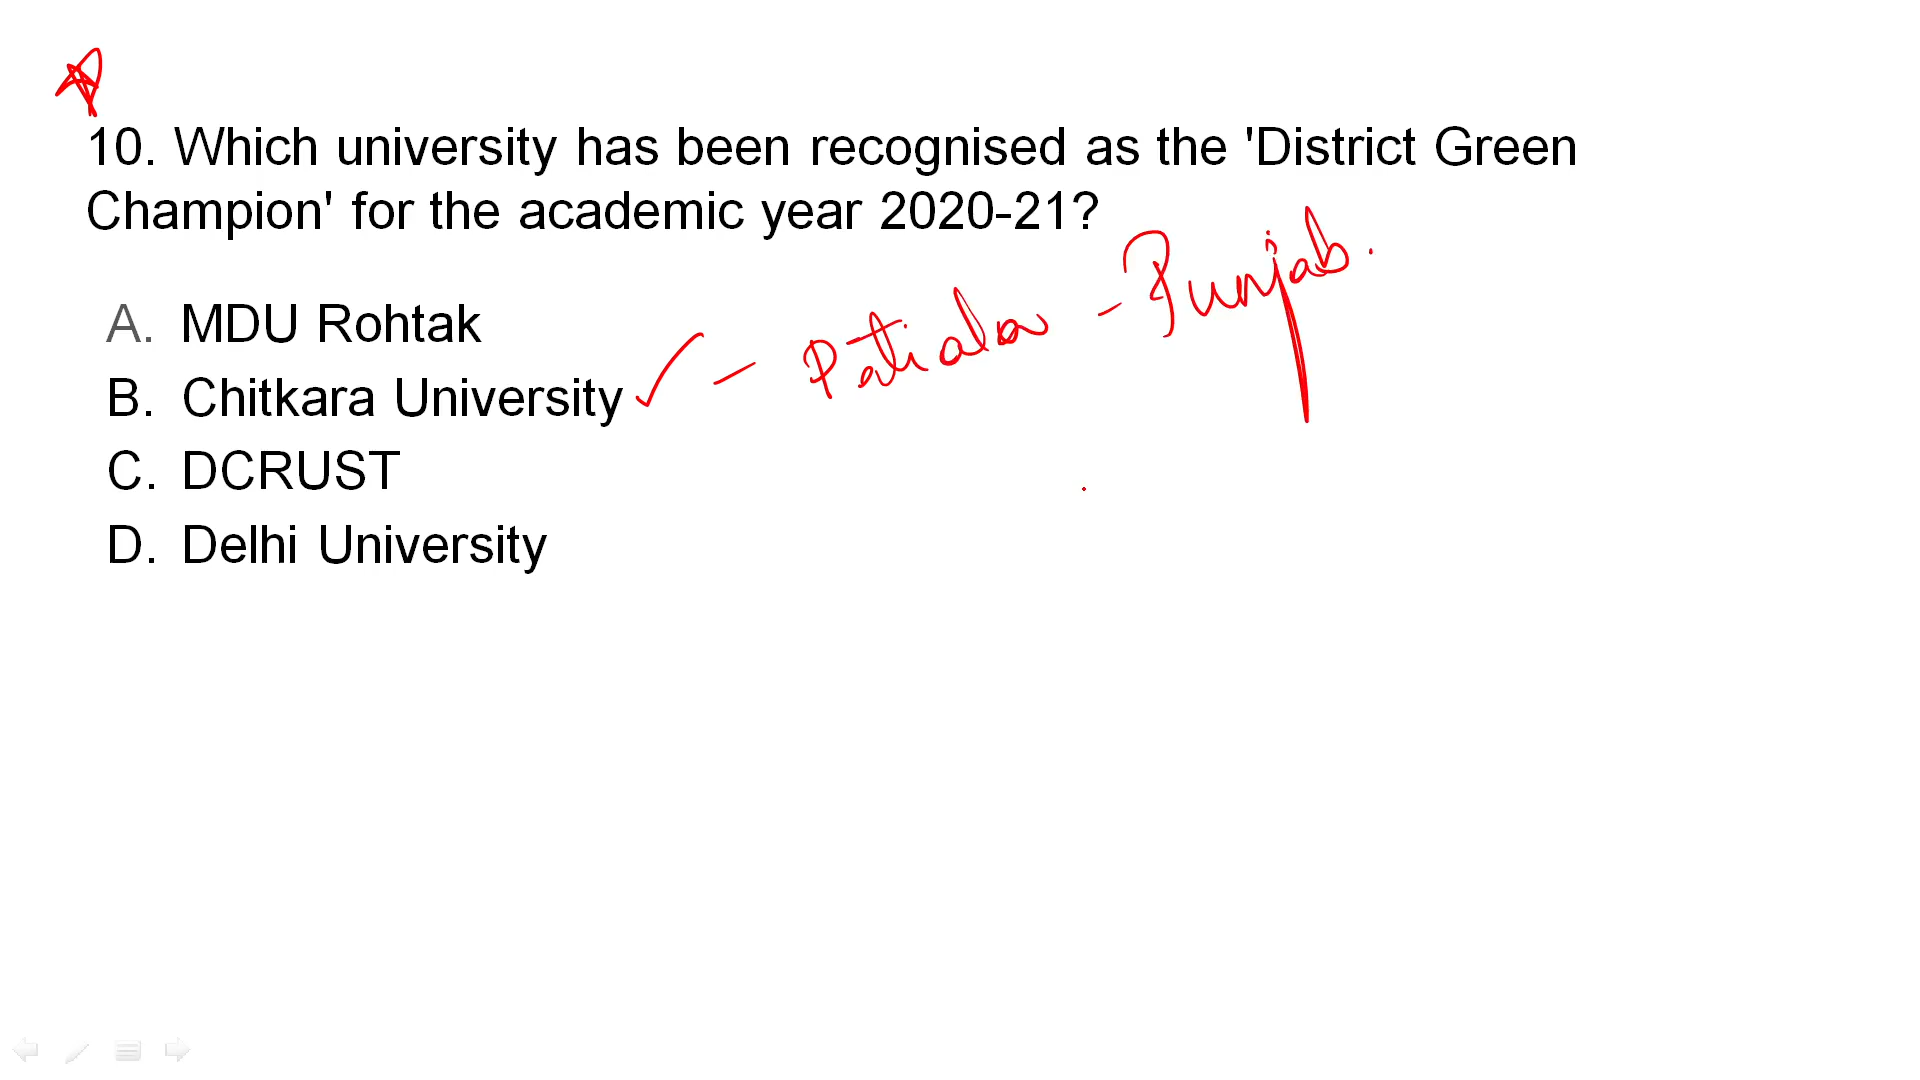 10. Which university has been recognised as the 'District Green
Champion' for the academic year 2020-21?
A. MDU Rohtak
B. Chitkara University – Patiala – Punjab.
C. DCRUST
D. Delhi University